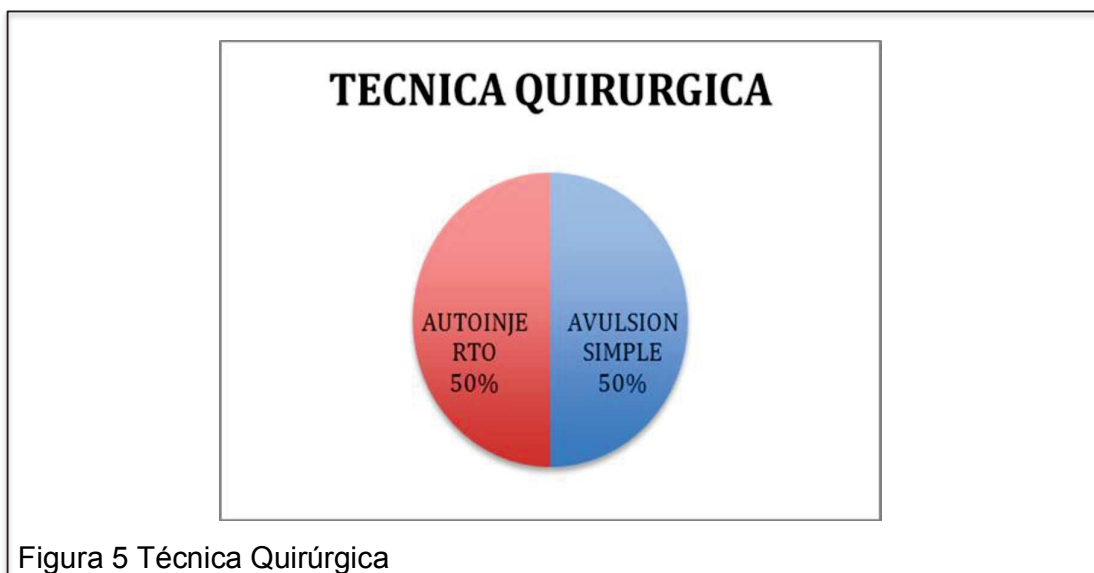 TECNICA QUIRURGICA
AUTOINJE
RTO
50%
AVULSION
SIMPLE
50%
Figura 5 Técnica Quirúrgica